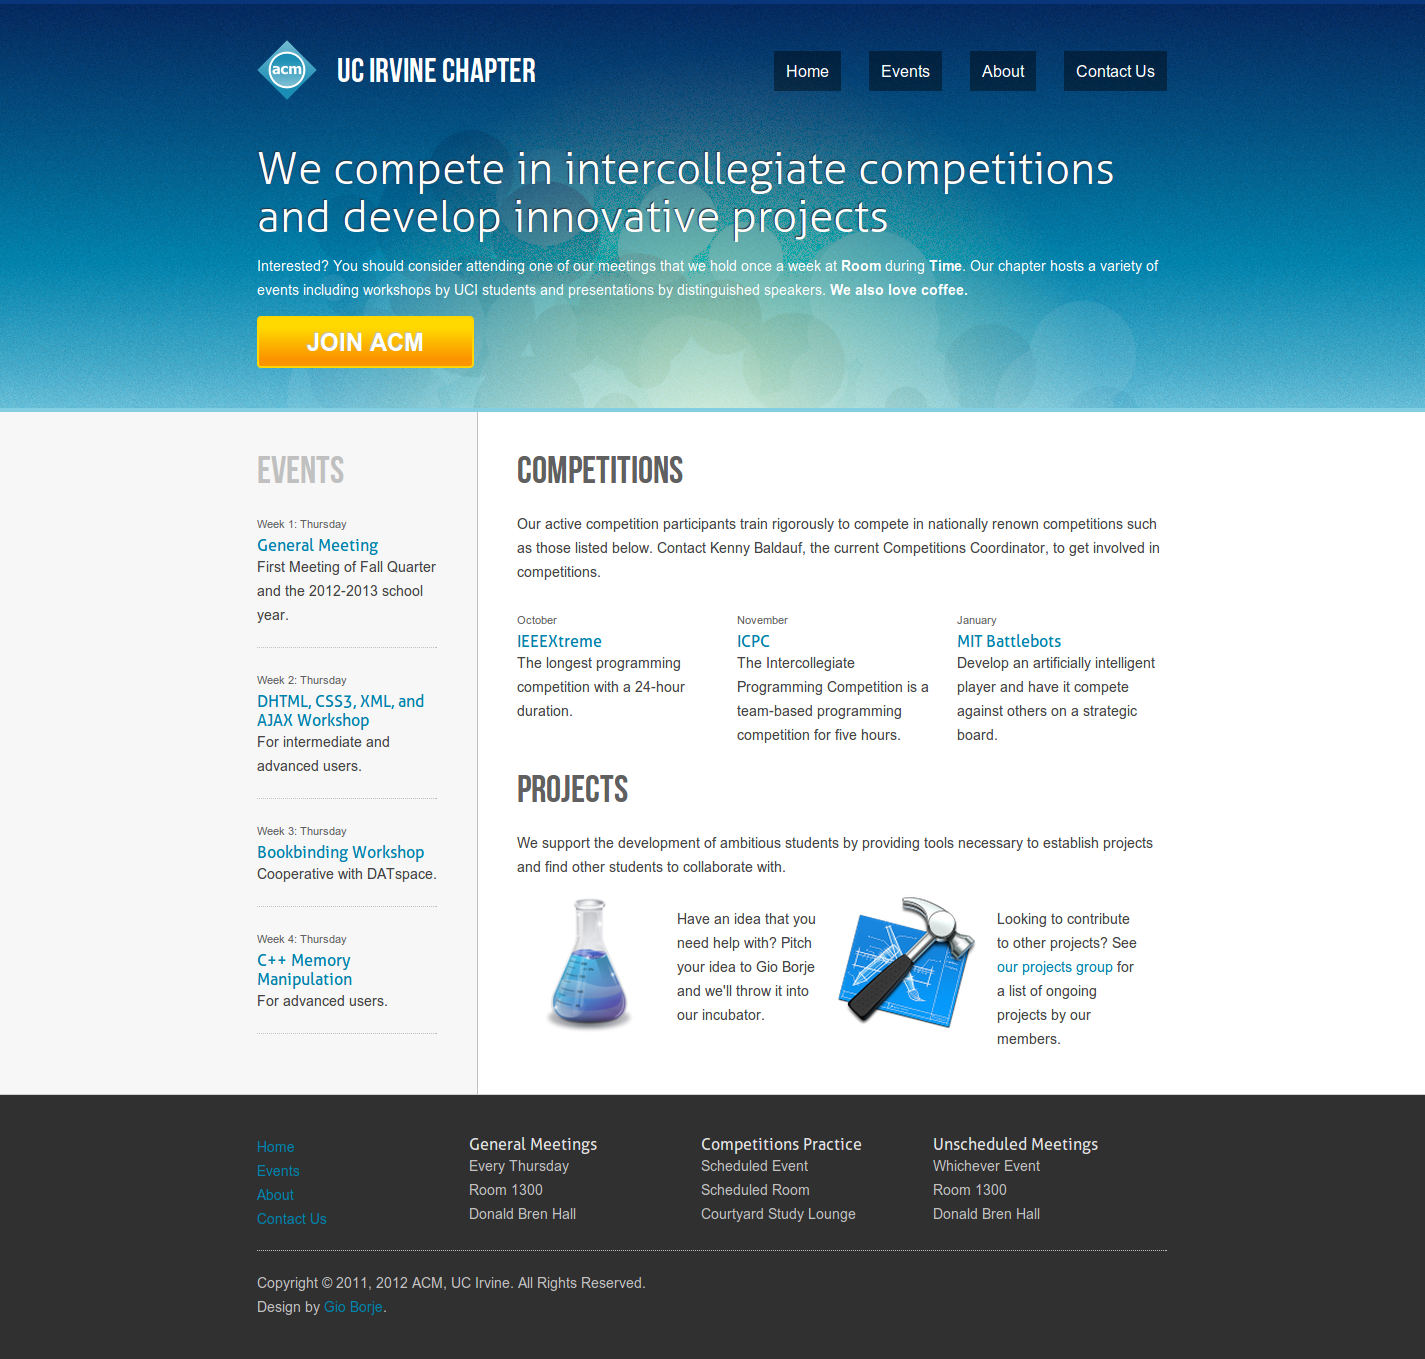 acm
UC IRVINE CHAPTER
Home
Events
About
Contact Us
We compete in intercollegiate competitions
and develop innovative projects
Interested? You should consider attending one of our meetings that we hold once a week at Room during Time. Our chapter hosts a variety of
events including workshops by UCI students and presentations by distinguished speakers. We also love coffee.
JOIN ACM
EVENTS
Week 1: Thursday
General Meeting
First Meeting of Fall Quarter
and the 2012-2013 school
year.
Week 2: Thursday
DHTML, CSS3, XML, and
AJAX Workshop
For intermediate and
advanced users.
Week 3: Thursday
Bookbinding Workshop
Cooperative with DATspace.
Week 4: Thursday
C++ Memory
Manipulation
For advanced users.
COMPETITIONS
Our active competition participants train rigorously to compete in nationally renown competitions such
as those listed below. Contact Kenny Baldauf, the current Competitions Coordinator, to get involved in
competitions.
October
IEEEXtreme
The longest programming
competition with a 24-hour
duration.
November
ICPC
The Intercollegiate
Programming Competition is a
team-based programming
competition for five hours.
January
MIT Battlebots
Develop an artificially intelligent
player and have it compete
against others on a strategic
board.
PROJECTS
We support the development of ambitious students by providing tools necessary to establish projects
and find other students to collaborate with.
Have an idea that you
need help with? Pitch
your idea to Gio Borje
and we'll throw it into
our incubator.
Looking to contribute
to other projects? See
our projects group for
a list of ongoing
projects by our
members.
Home
Events
About
Contact Us
General Meetings
Every Thursday
Room 1300
Donald Bren Hall
Competitions Practice
Scheduled Event
Scheduled Room
Courtyard Study Lounge
Unscheduled Meetings
Whichever Event
Room 1300
Donald Bren Hall
Copyright © 2011, 2012 ACM, UC Irvine. All Rights Reserved.
Design by Gio Borje.